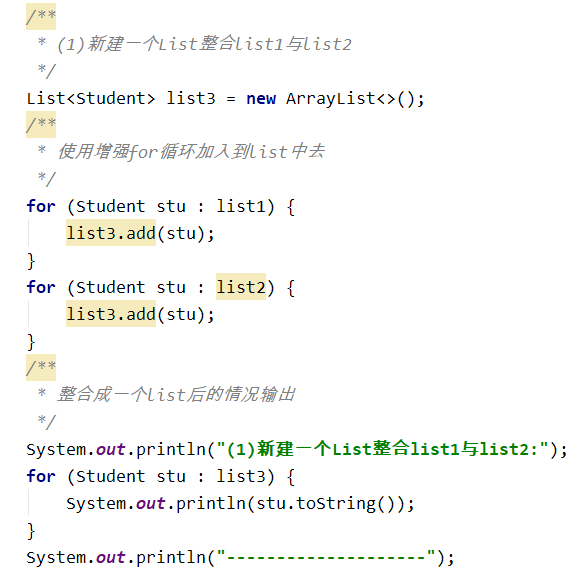 /**
 * (1)新建一个List整合list1与list2
 */
List<Student> list3 = new ArrayList<>();
/**
 * 使用增强for循环加入到list中去
 */
for (Student stu : list1) {
    list3.add(stu);
}
for (Student stu : list2) {
    list3.add(stu);
}
/**
 * 整合成一个list后的情况输出
 */
System.out.println("(1)新建一个List整合list1与list2:");
for (Student stu : list3) {
    System.out.println(stu.toString());
}
System.out.println("--------------------");